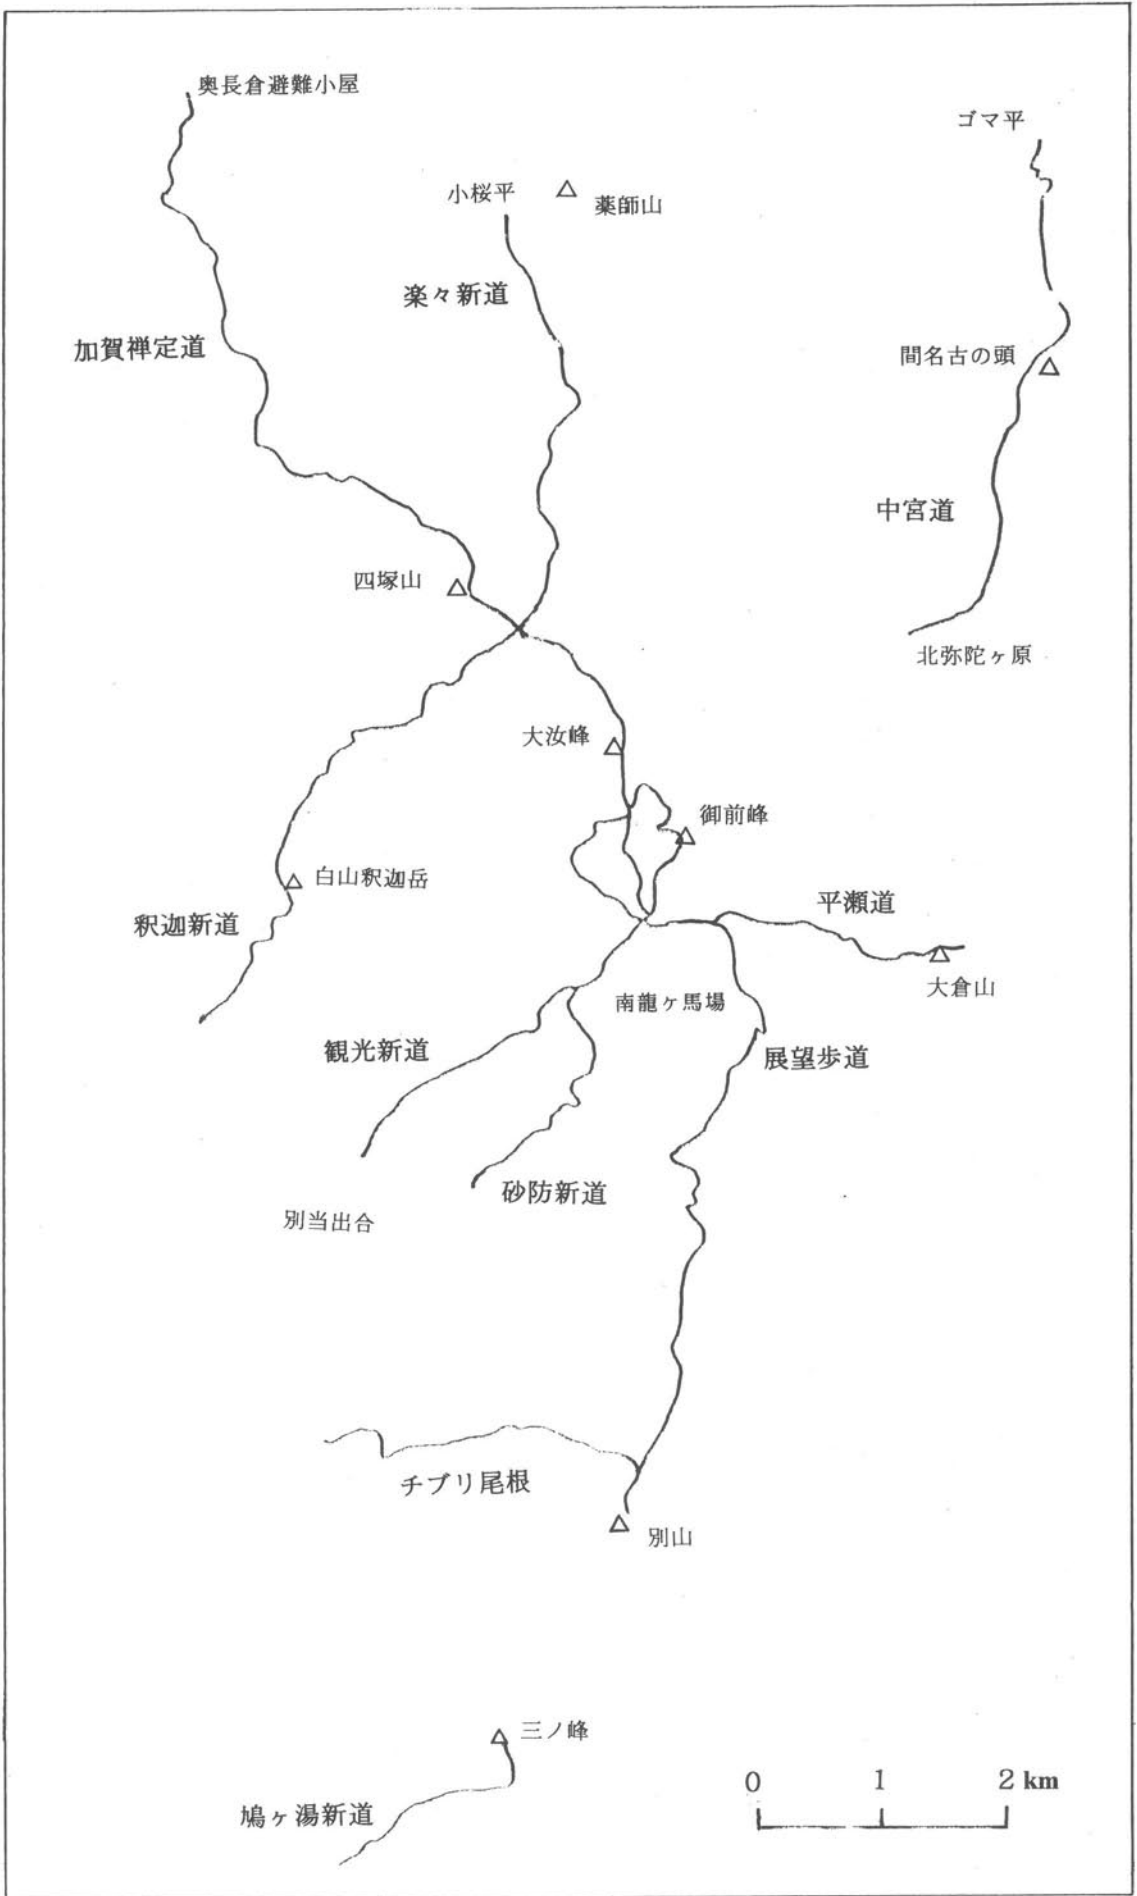 奥長倉避難小屋
ゴマ平
小桜平
薬師山
楽々新道
加賀禅定道
間名古の頭
中宮道
四塚山
北弥陀ヶ原
大汝峰
御前峰
白山釈迦岳
平瀬道
釈迦新道
大倉山
南龍ヶ馬場
観光新道
展望歩道
砂防新道
別当出合
チブリ尾根
別山
三ノ峰
0 1 2 km
鳩ヶ湯新道